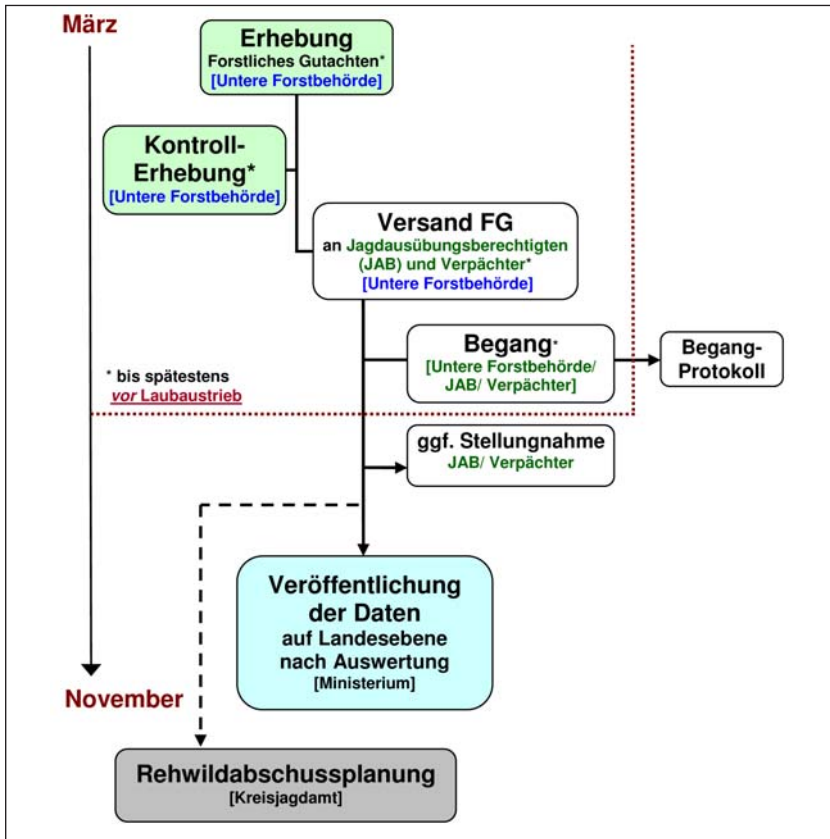 März
Erhebung
Forstliches Gutachten*
[Untere Forstbehörde]
Kontroll-
Erhebung*
[Untere Forstbehörde]
Versand FG
an Jagdausübungsberechtigten
(JAB) und Verpächter*
[Untere Forstbehörde]
Begang*
[Untere Forstbehörde/
JAB/ Verpächter]
Begang-
Protokoll
* bis spätestens
vor Laubaustrieb
ggf. Stellungnahme
JAB/ Verpächter
Veröffentlichung
der Daten
auf Landesebene
nach Auswertung
[Ministerium]
November
Rehwildabschussplanung
[Kreisjagdamt]